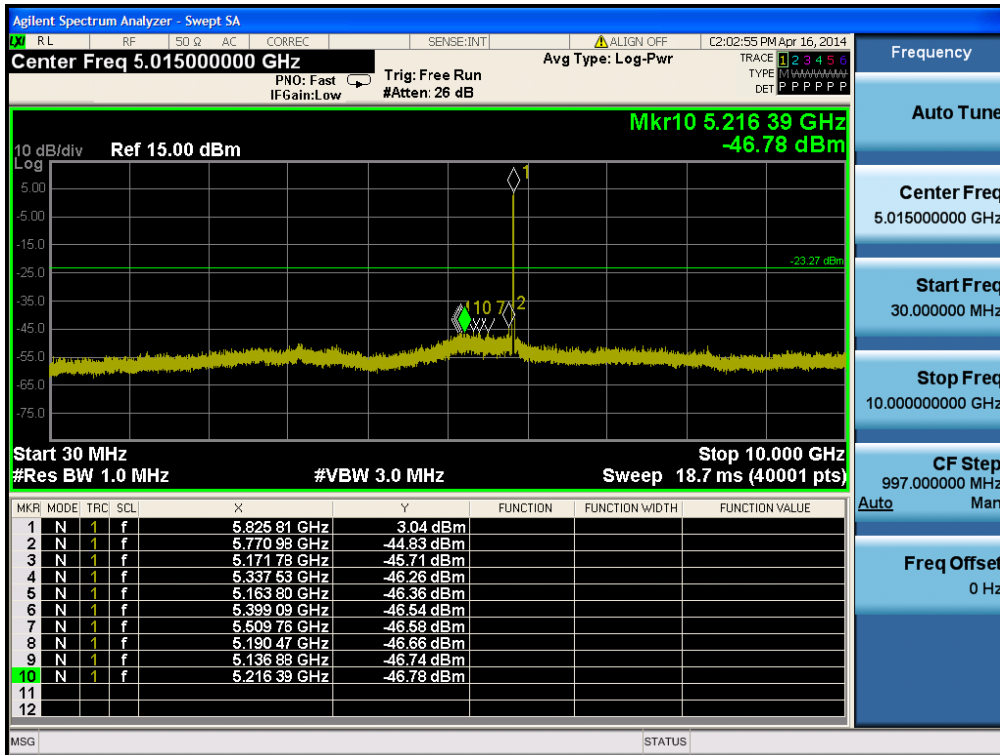 Agilent Spectrum Analyzer - Swept SA
LXI RL RF 50 Ω AC CORREC SENSE:INT ALIGN OFF 02:02:55 PM Apr 16, 2014
Center Freq 5.015000000 GHz
PNO: Fast
IFGain:Low
Trig: Free Run
#Atten: 26 dB
Avg Type: Log-Pwr
TRACE 1 2 3 4 5 6
TYPE M
DET P P P P P P
Mkr10 5.216 39 GHz
-46.78 dBm
10 dB/div Ref 15.00 dBm
Log
5.00
-5.00
-15.0
-25.0
-35.0
-45.0
-55.0
-65.0
-75.0
1
-23.27 dBm
10 7 2
Start 30 MHz Stop 10.000 GHz
#Res BW 1.0 MHz #VBW 3.0 MHz Sweep 18.7 ms (40001 pts)
MKR MODE TRC SCL X Y FUNCTION FUNCTION WIDTH FUNCTION VALUE
1 N 1 f 5.825 81 GHz 3.04 dBm
2 N 1 f 5.770 98 GHz -44.83 dBm
3 N 1 f 5.171 78 GHz -45.71 dBm
4 N 1 f 5.337 53 GHz -46.26 dBm
5 N 1 f 5.163 80 GHz -46.36 dBm
6 N 1 f 5.399 09 GHz -46.54 dBm
7 N 1 f 5.509 76 GHz -46.58 dBm
8 N 1 f 5.190 47 GHz -46.66 dBm
9 N 1 f 5.136 88 GHz -46.74 dBm
10 N 1 f 5.216 39 GHz -46.78 dBm
11
12
MSG STATUS
Frequency
Auto Tune
Center Freq
5.015000000 GHz
Start Freq
30.000000 MHz
Stop Freq
10.000000000 GHz
CF Step
997.000000 MHz
Auto Man
Freq Offset
0 Hz